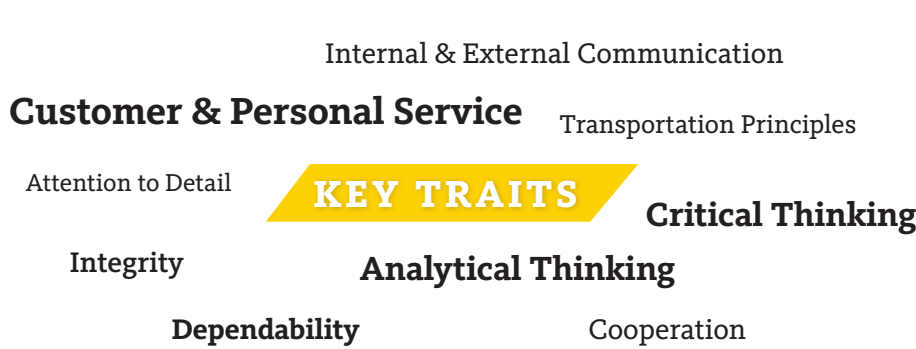 Internal & External Communication
Customer & Personal Service
Transportation Principles
Attention to Detail
KEY TRAITS
Critical Thinking
Integrity
Analytical Thinking
Dependability
Cooperation